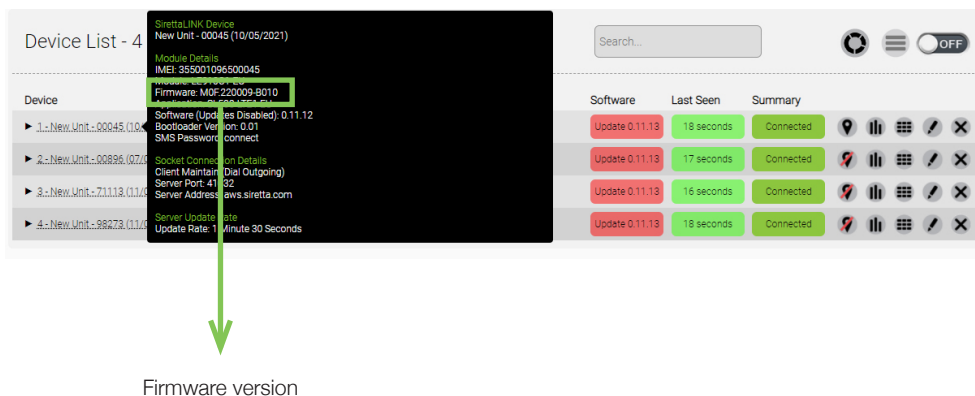 Device List - 4
SirettaLINK Device
New Unit - 00045 (10/05/2021)
Module Details
IMEI: 355001096500045
Firmware: M0F.220009-B010
Software (Updates Disabled): 0.11.12
Bootloader Version: 0.01
SMS Password: connect
Socket Connection Details
Client Maintain (Dial Outgoing)
Server Port:
Server Address: aws.siretta.com
Server Update Rate
Update Rate: 1 Minute 30 Seconds
Search...
OFF
Device Software Last Seen Summary
1 - New Unit - 00045 (10/ Update 0.11.13 18 seconds Connected
2 - New Unit - 00896 (07/ Update 0.11.13 17 seconds Connected
3 - New Unit - 71113 (11/ Update 0.11.13 16 seconds Connected
4 - New Unit - 98273 (11/ Update 0.11.13 18 seconds Connected
Firmware version